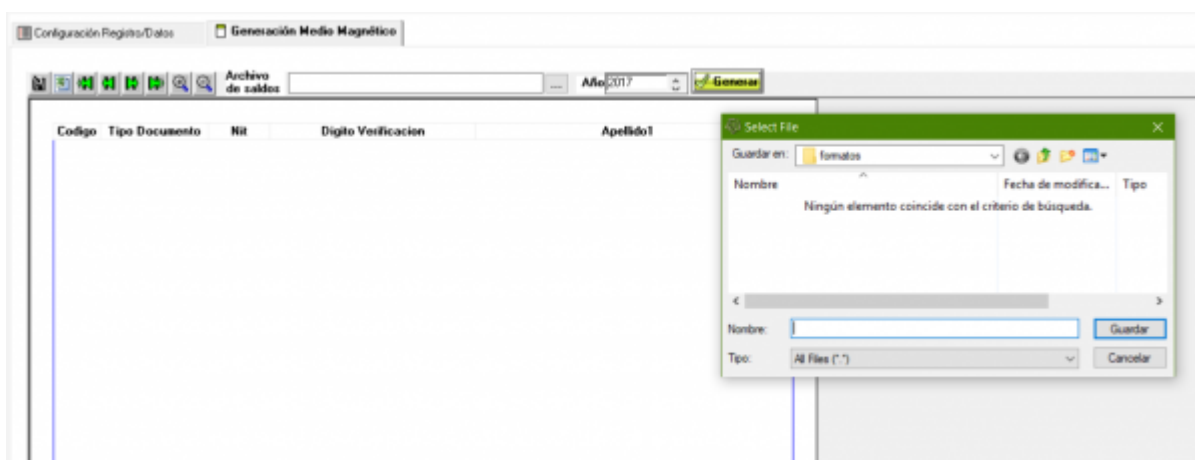 Configuración Registro/Datos Generación Medio Magnético
Archivo de saldos ... Año 2017 Generar
Codigo Tipo Documento Nit Digito Verificacion Apellido1
Select File
Guardar en: formatos
Nombre Fecha de modifica... Tipo
Ningún elemento coincide con el criterio de búsqueda.
Nombre: Guardar
Tipo: All Files (*.*) Cancelar